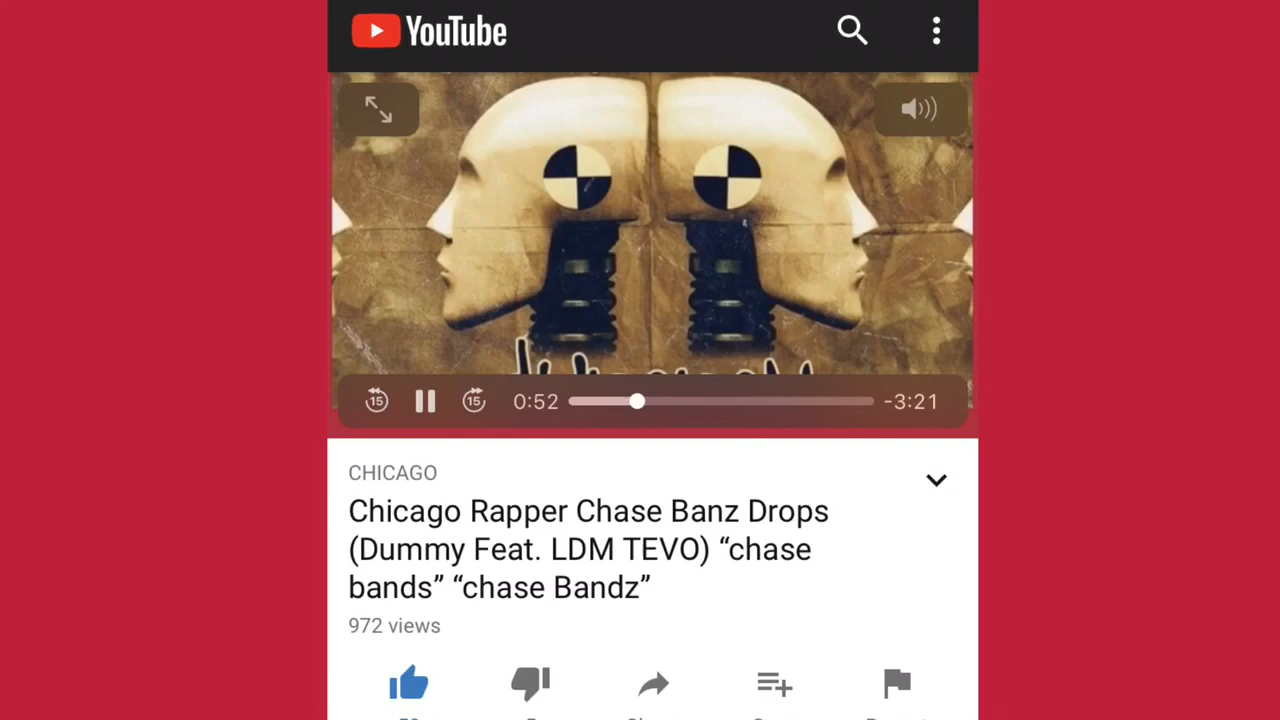 YouTube
15
15
0:52
-3:21
CHICAGO
Chicago Rapper Chase Banz Drops
(Dummy Feat. LDM TEVO) “chase
bands” “chase Bandz”
972 views